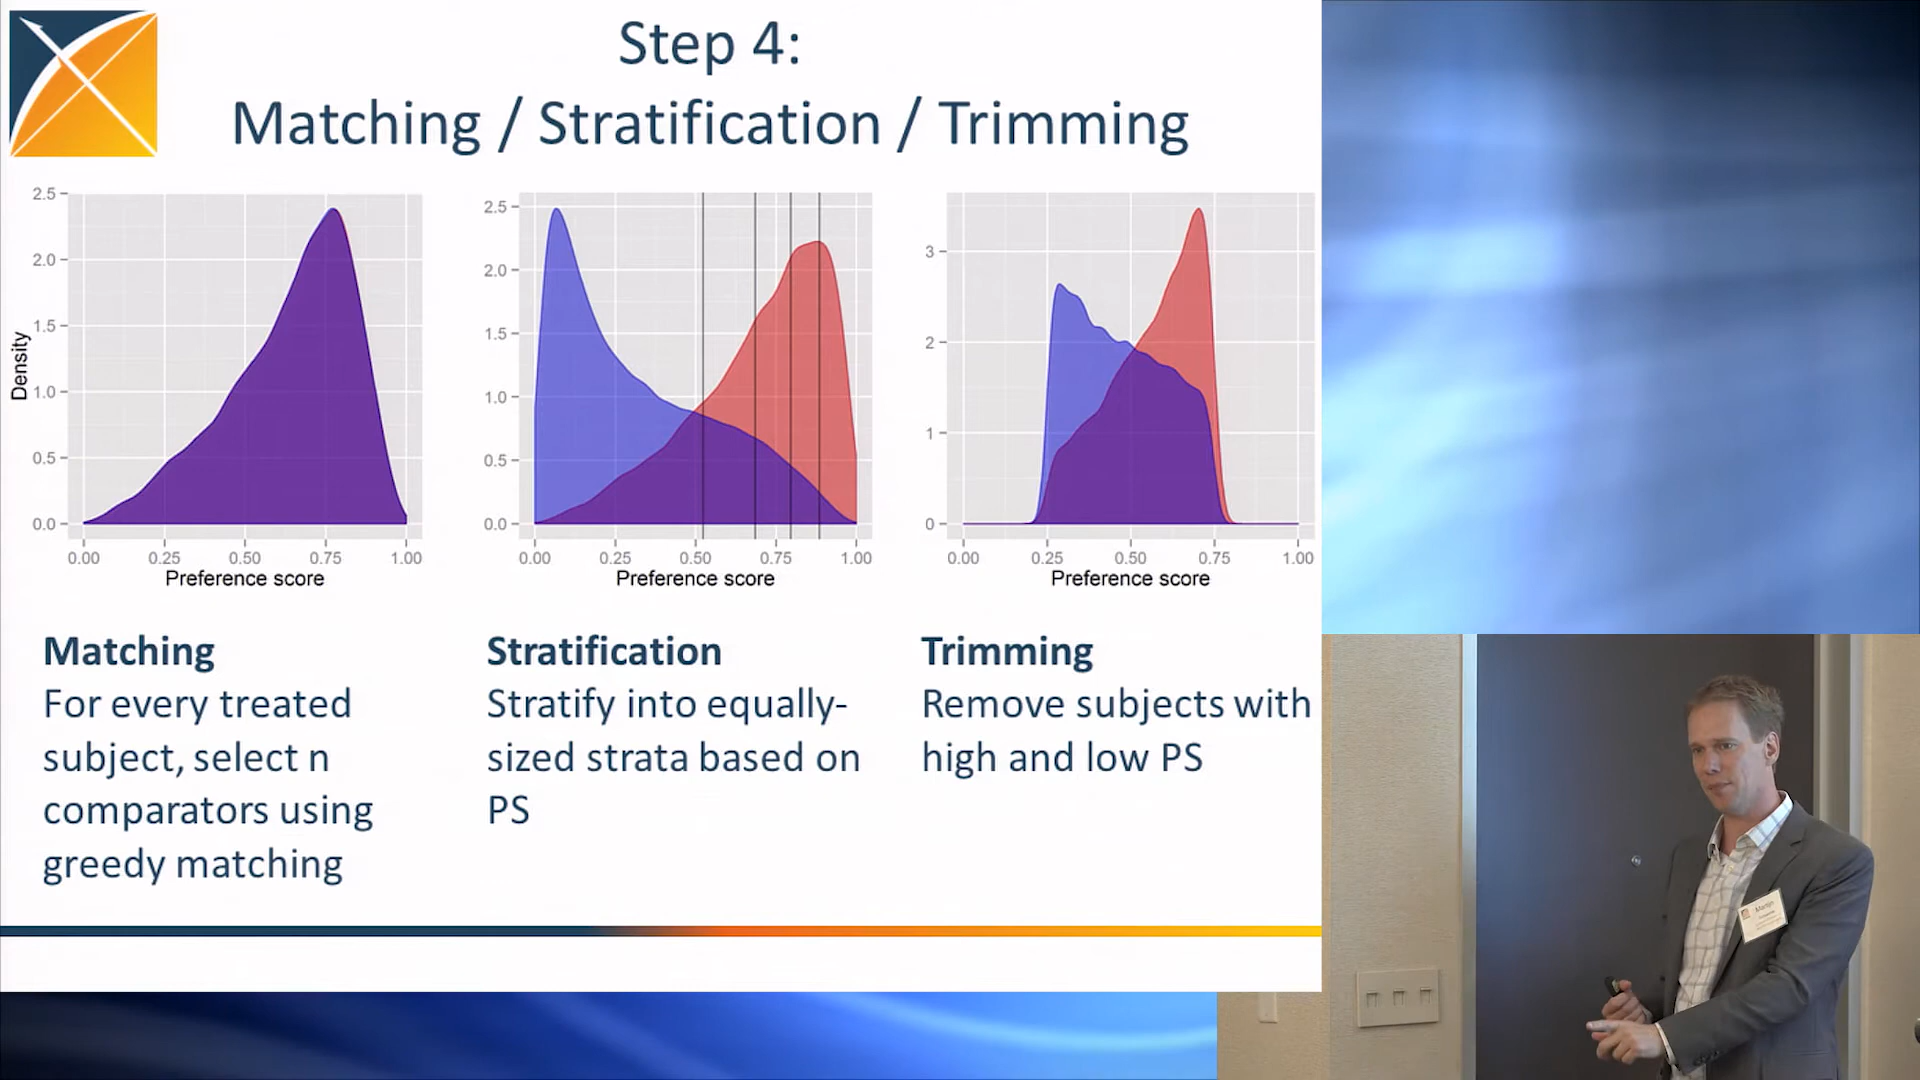 Step 4:
Matching / Stratification / Trimming
Density
2.5
2.0
1.5
1.0
0.5
0.0
0.00 0.25 0.50 0.75 1.00
Preference score
2.5
2.0
1.5
1.0
0.5
0.0
0.00 0.25 0.50 0.75 1.00
Preference score
3
2
1
0
0.00 0.25 0.50 0.75 1.00
Preference score
Matching
For every treated
subject, select n
comparators using
greedy matching
Stratification
Stratify into equally-
sized strata based on
PS
Trimming
Remove subjects with
high and low PS
Martijn